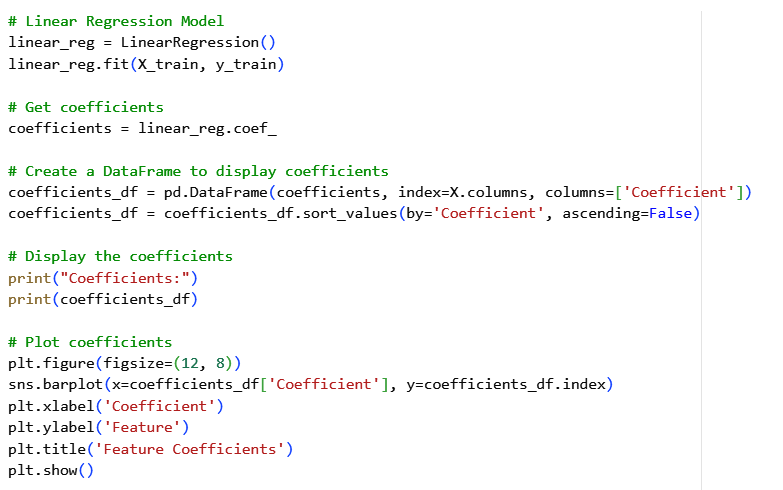 # Linear Regression Model
linear_reg = LinearRegression()
linear_reg.fit(X_train, y_train)
# Get coefficients
coefficients = linear_reg.coef_
# Create a DataFrame to display coefficients
coefficients_df = pd.DataFrame(coefficients, index=X.columns, columns=['Coefficient'])
coefficients_df = coefficients_df.sort_values(by='Coefficient', ascending=False)
# Display the coefficients
print("Coefficients:")
print(coefficients_df)
# Plot coefficients
plt.figure(figsize=(12, 8))
sns.barplot(x=coefficients_df['Coefficient'], y=coefficients_df.index)
plt.xlabel('Coefficient')
plt.ylabel('Feature')
plt.title('Feature Coefficients')
plt.show()